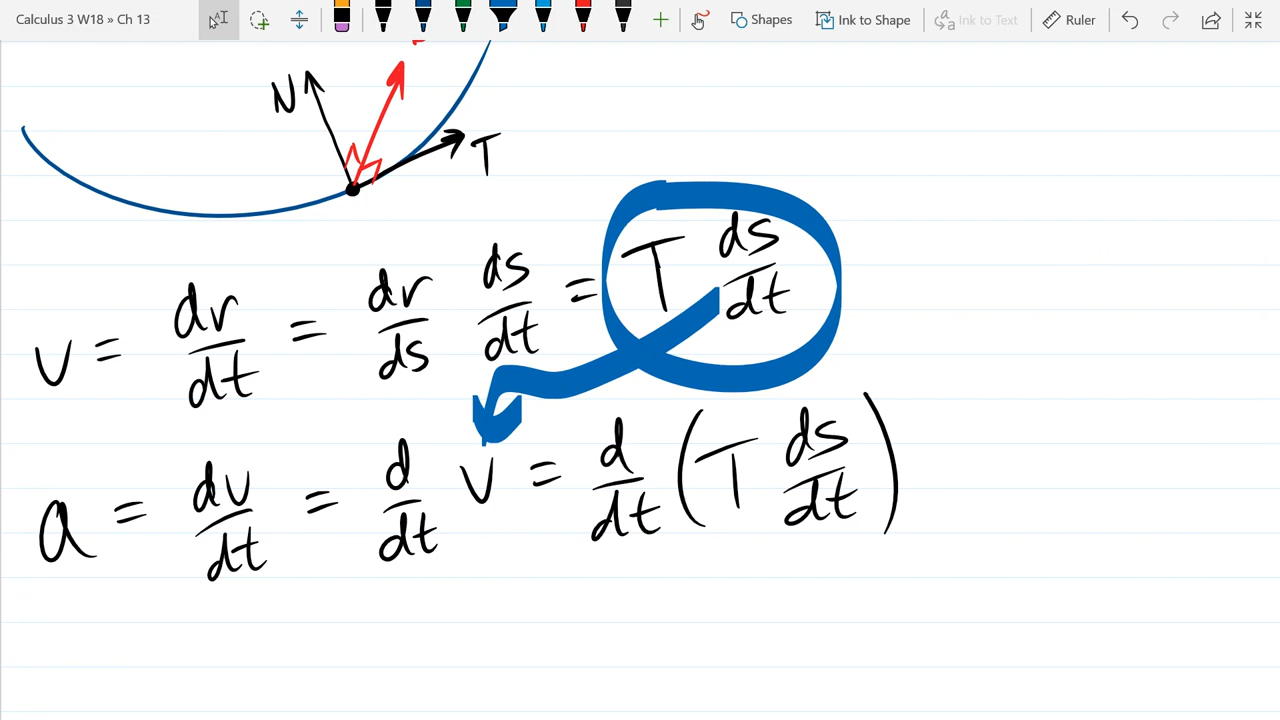 Calculus 3 W18 » Ch 13
Shapes
Ink to Shape
Ink to Text
Ruler
N
T
v = dr/dt = dr/ds ds/dt = T ds/dt
a = dv/dt = d/dt v = d/dt (T ds/dt)